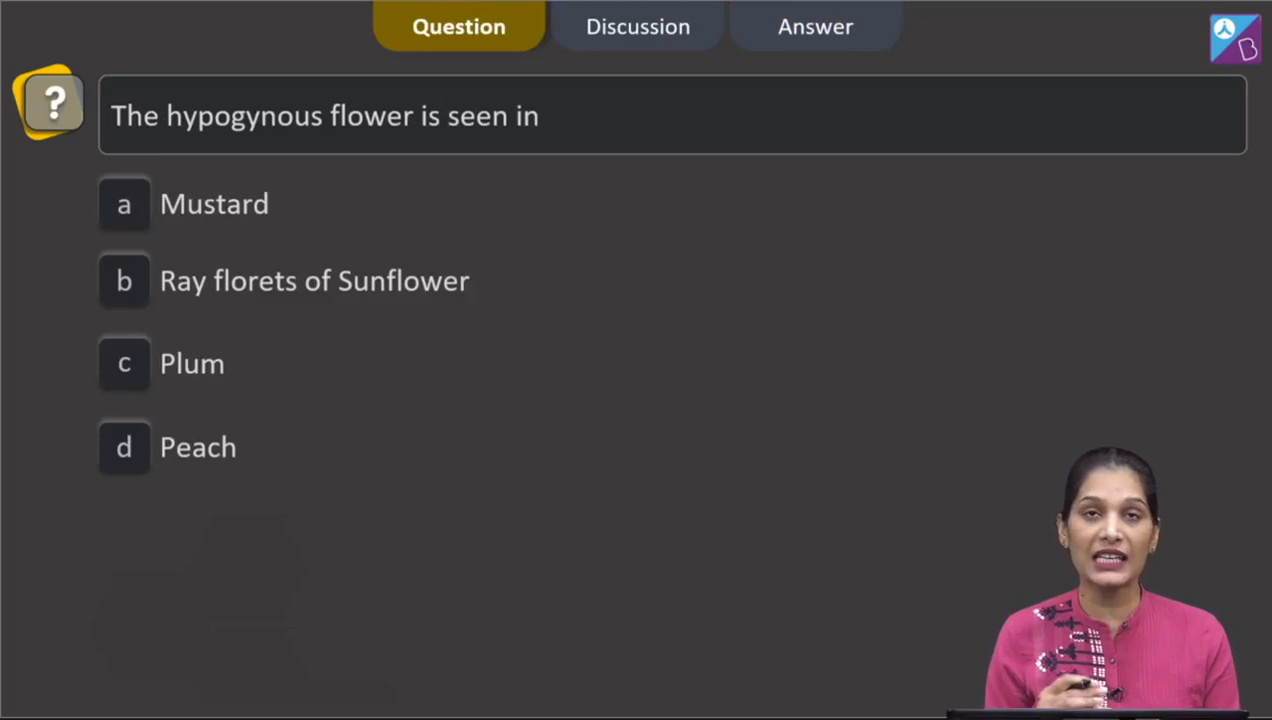 Question
Discussion
Answer
?
The hypogynous flower is seen in
a Mustard
b Ray florets of Sunflower
c Plum
d Peach
B